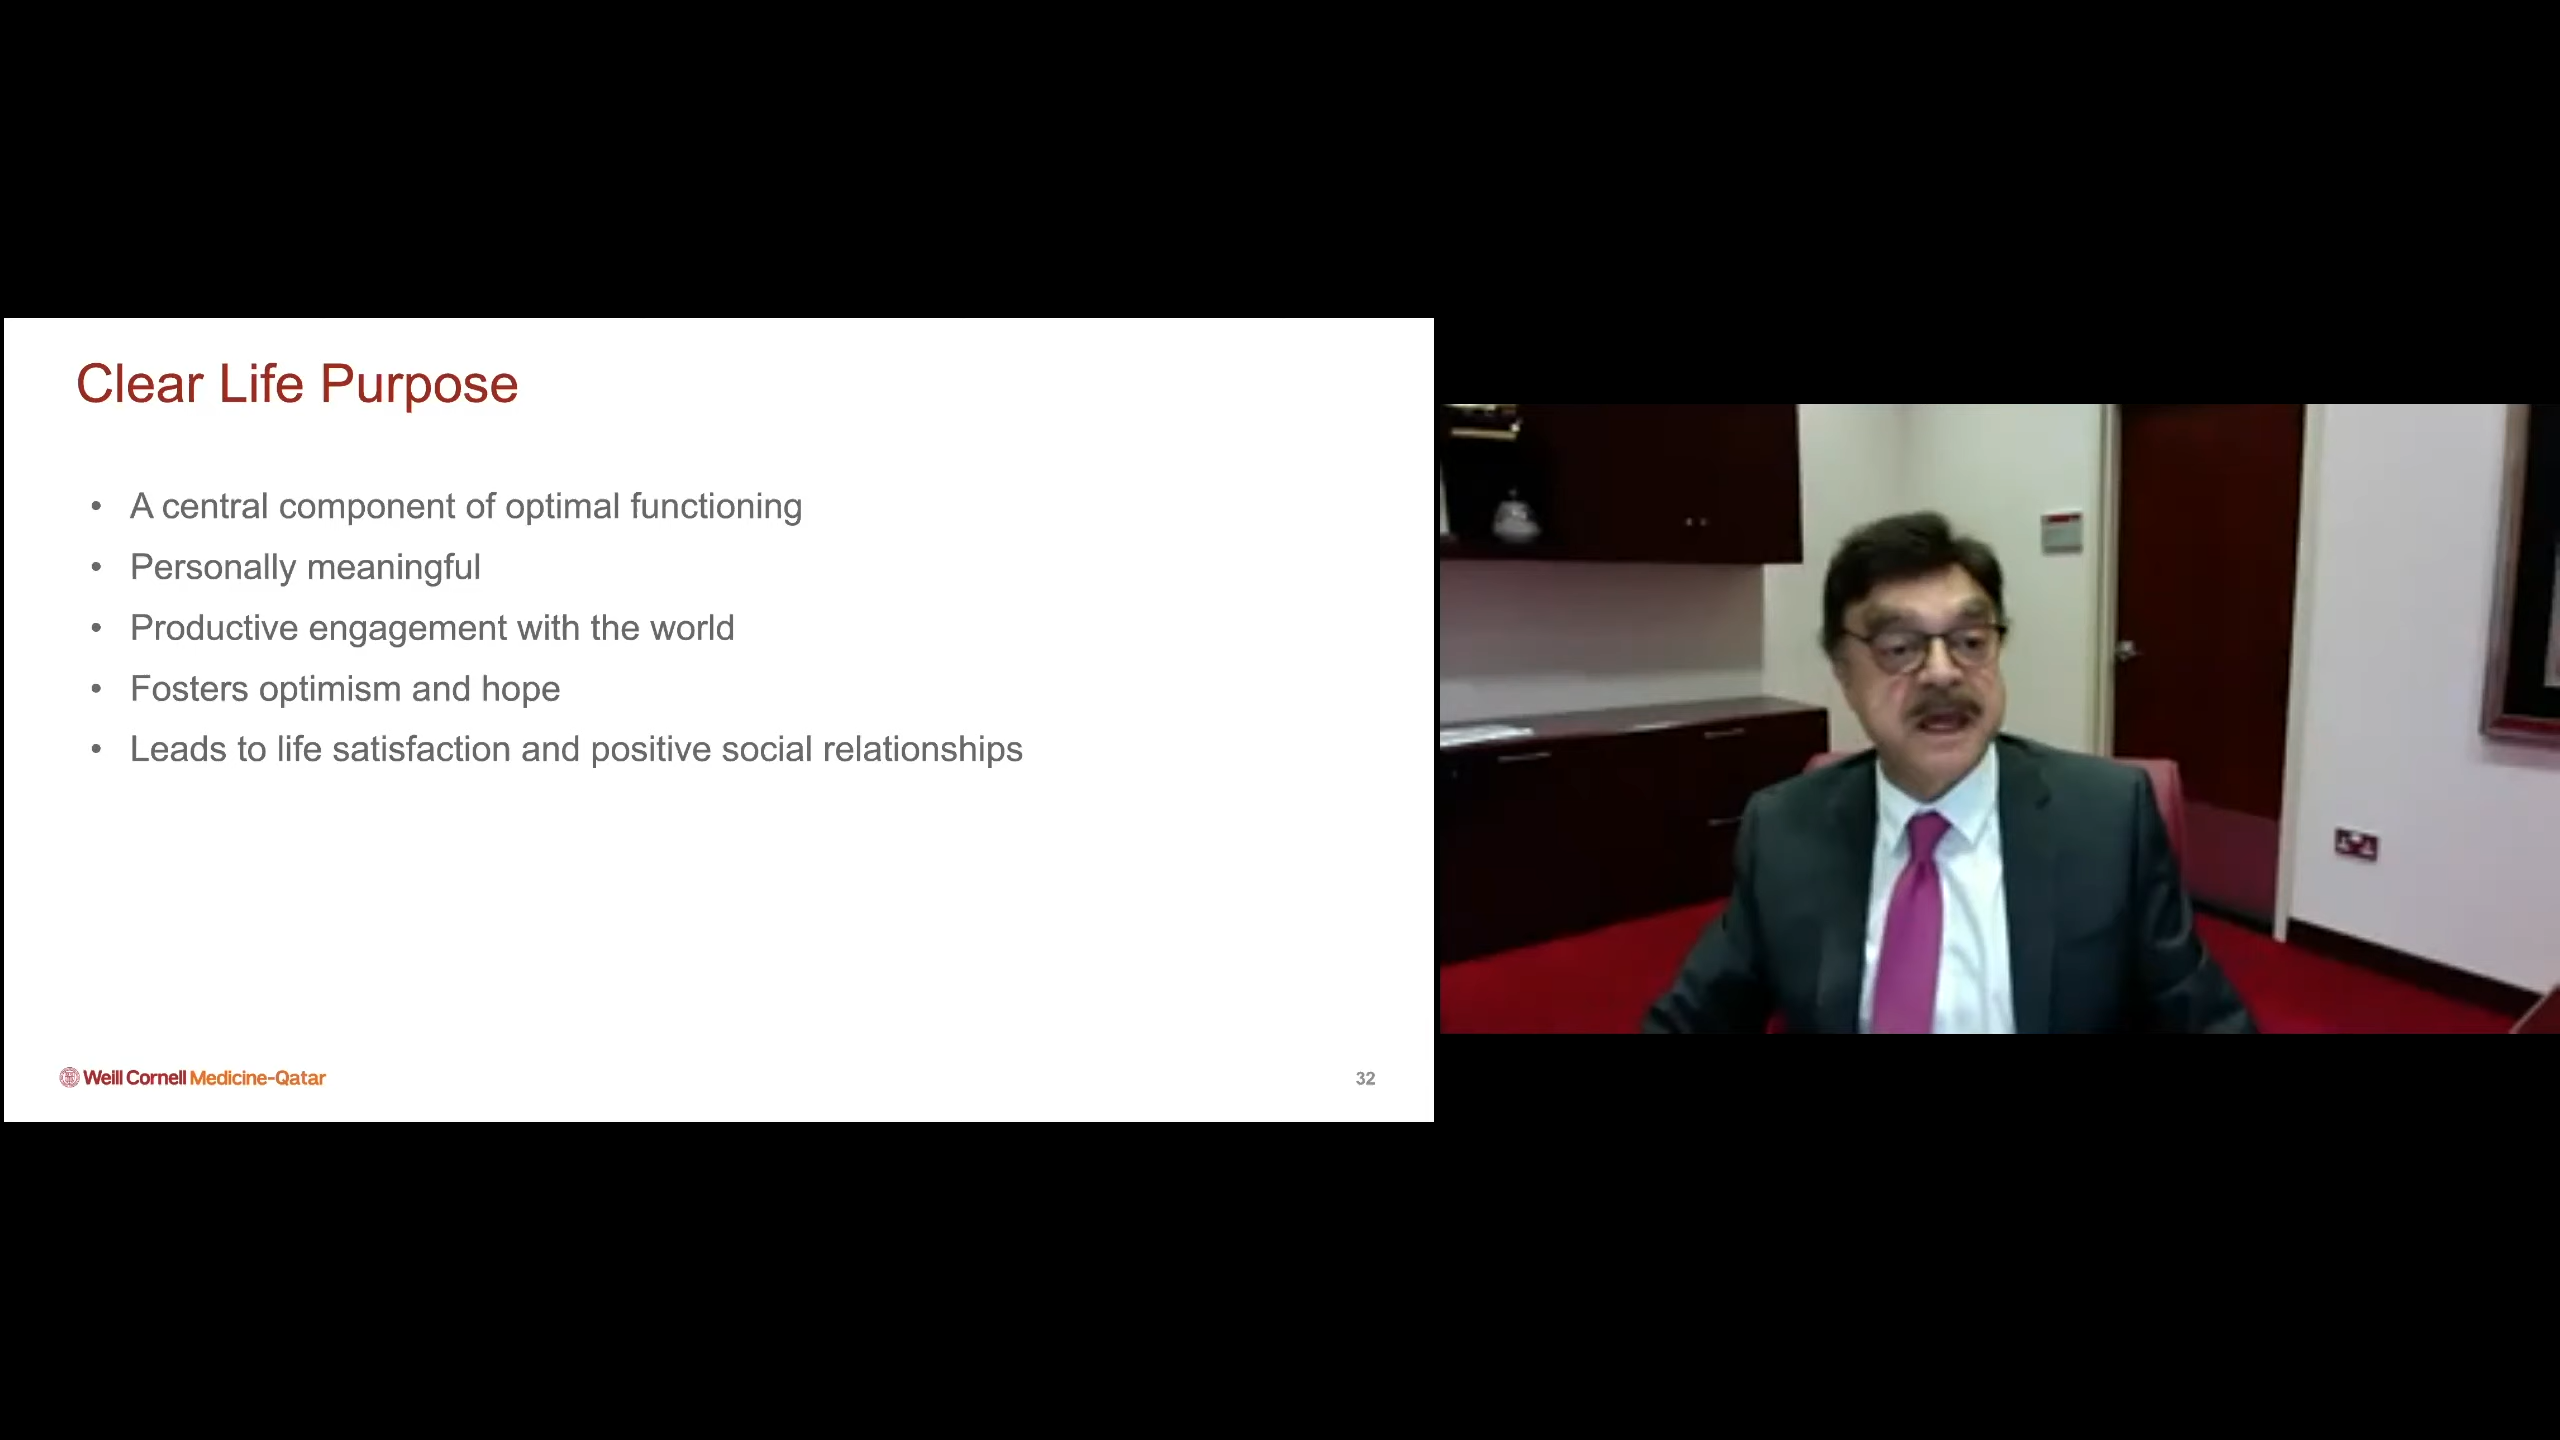 Clear Life Purpose
• A central component of optimal functioning
• Personally meaningful
• Productive engagement with the world
• Fosters optimism and hope
• Leads to life satisfaction and positive social relationships
Weill Cornell Medicine-Qatar
32